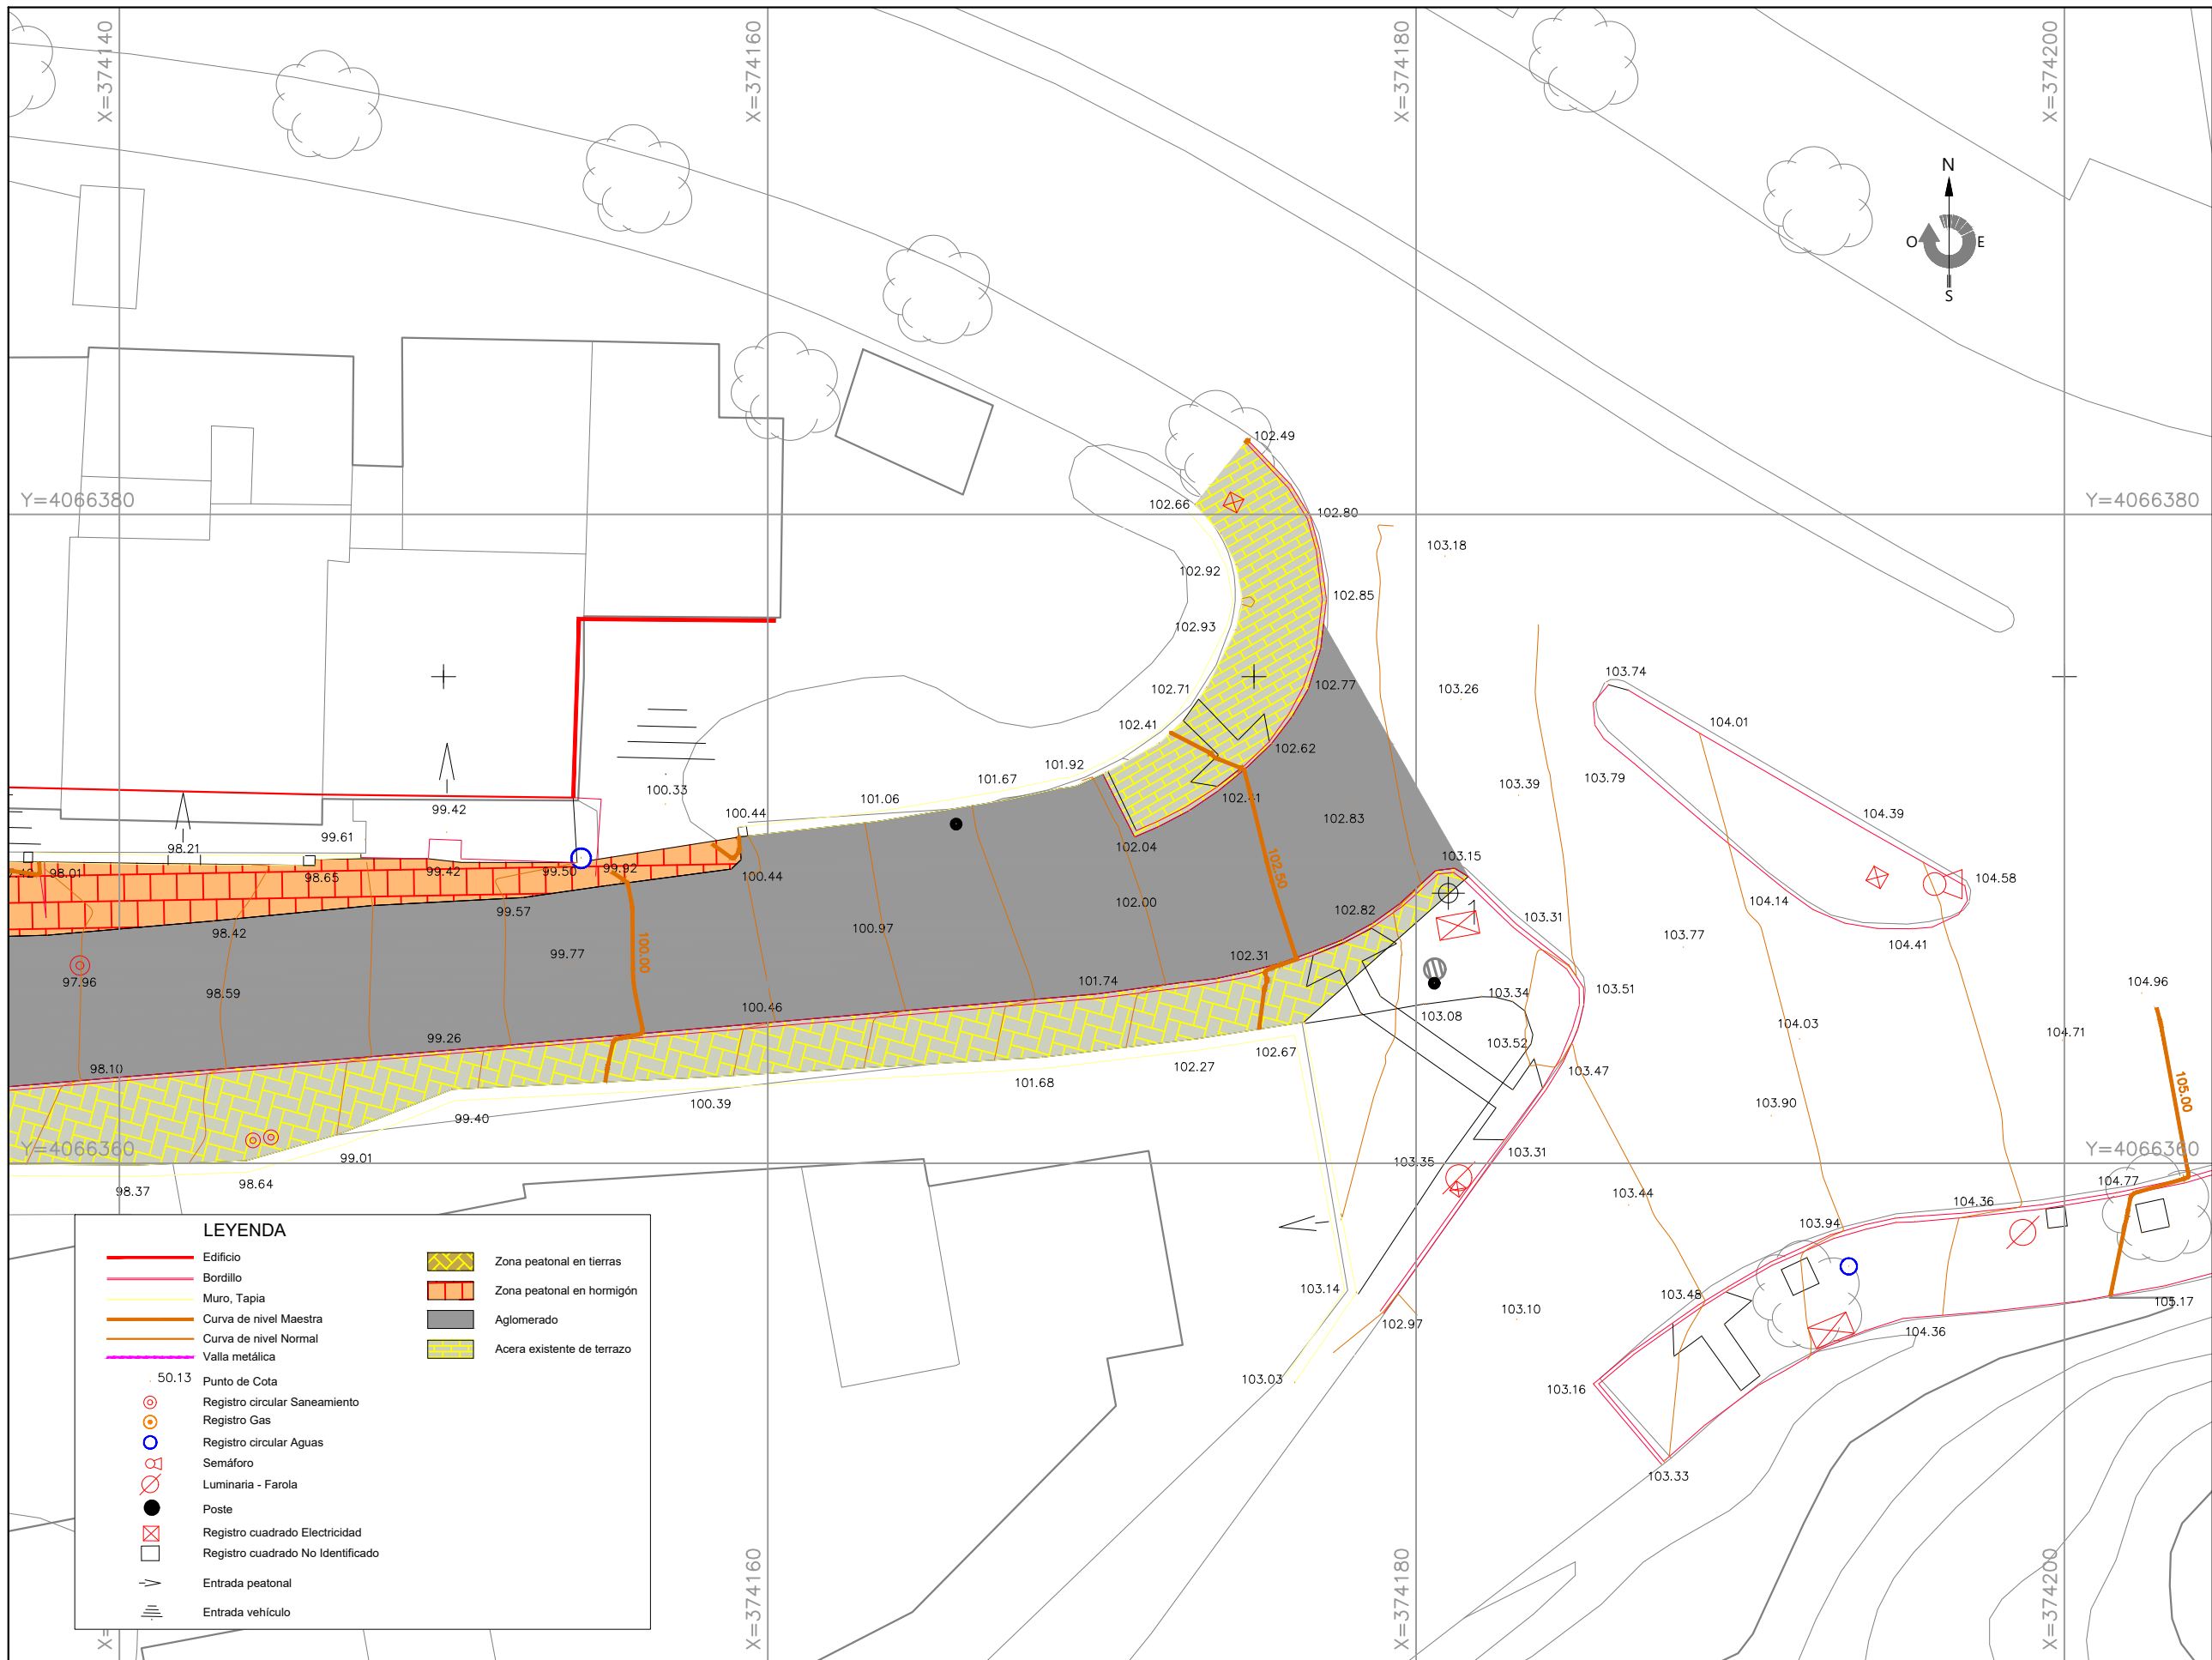 X=374140
X=374160
X=374180
X=374200
N
O
E
S
102.49
Y=4066380
102.66
Y=4066380
102.80
103.18
102.92
102.85
102.93
103.74
102.77
102.71
103.26
102.41
104.01
102.62
101.92
101.67
103.79
103.39
100.33
101.06
102.41
99.42
100.44
104.39
102.83
99.61
98.21
102.04
103.15
98.01
98.65
99.42
99.50
99.92
100.44
102.50
104.58
99.57
102.00
102.82
104.14
1
103.31
98.42
100.97
103.77
104.41
99.77
100.00
102.31
97.96
98.59
101.74
103.34
103.51
104.96
100.46
103.08
104.03
99.26
103.52
104.71
102.67
98.10
102.27
103.47
101.68
105.00
100.39
103.90
99.40
Y=4066360
99.01
103.35
103.31
Y=4066360
98.37
98.64
103.44
104.36
104.77
103.94
LEYENDA
Edificio
Bordillo
Muro, Tapia
Curva de nivel Maestra
Curva de nivel Normal
Valla metálica
50.13 Punto de Cota
Registro circular Saneamiento
Registro Gas
Registro circular Aguas
Semáforo
Luminaria - Farola
Poste
Registro cuadrado Electricidad
Registro cuadrado No Identificado
Entrada peatonal
Entrada vehículo
Zona peatonal en tierras
Zona peatonal en hormigón
Aglomerado
Acera existente de terrazo
103.14
103.48
105.17
103.10
102.97
104.36
103.03
103.16
103.33
X=374160
X=374180
X=374200